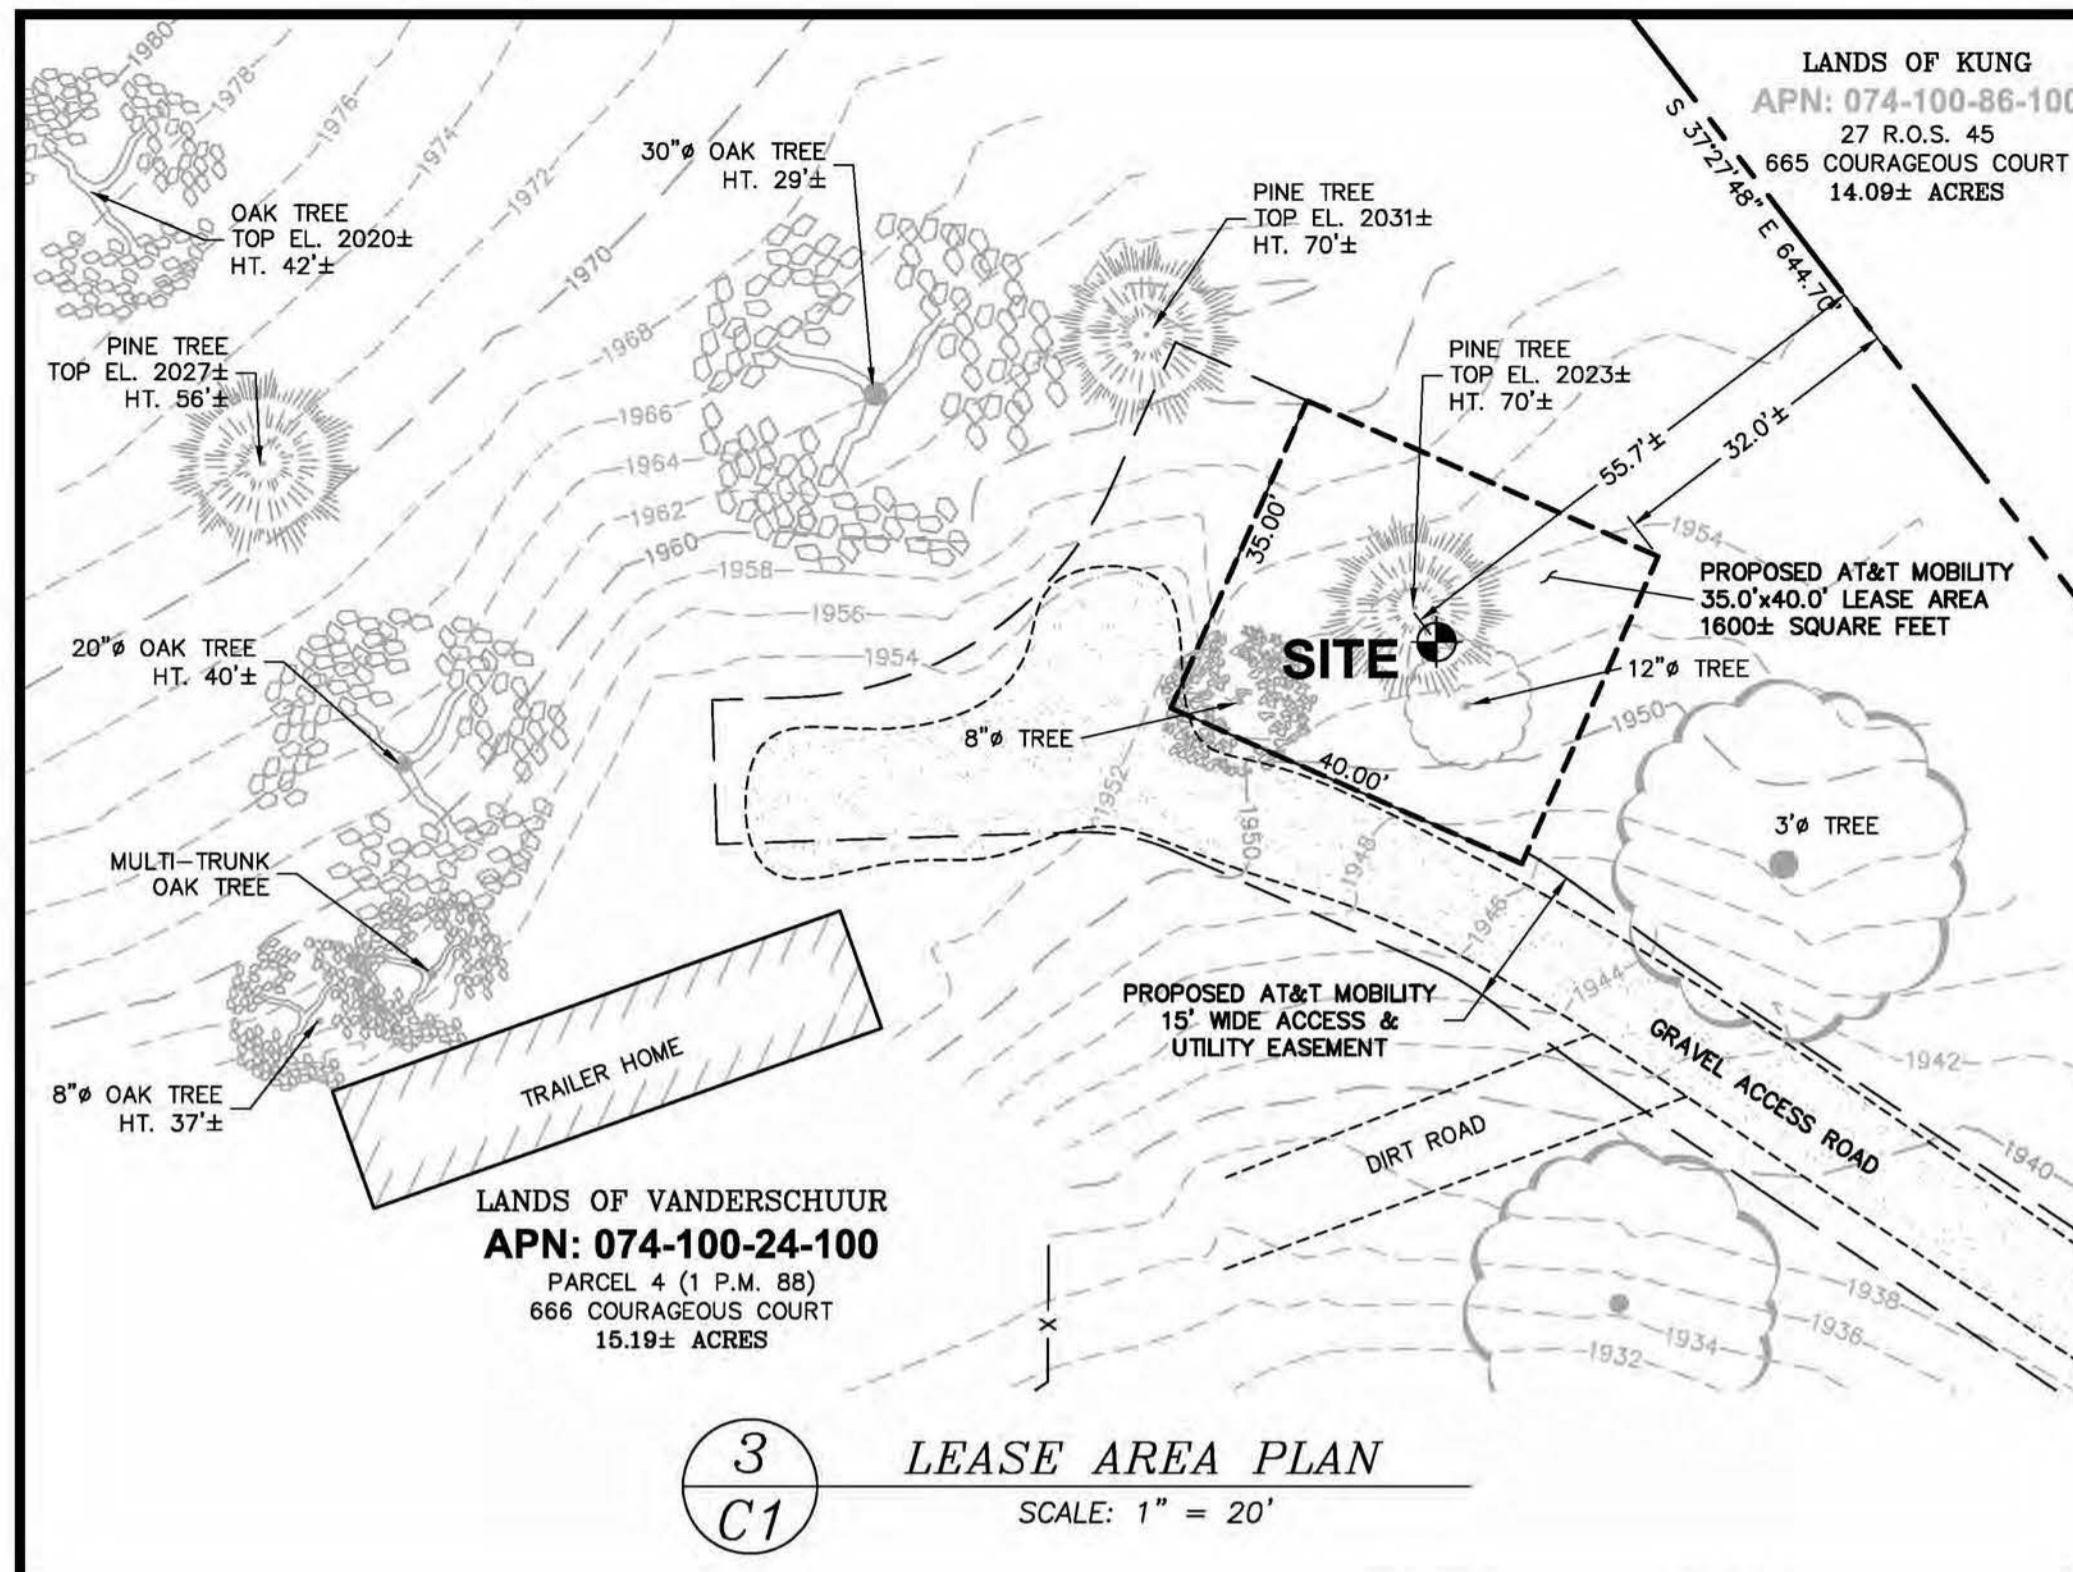 1980
1978
1976
1974
1972
1970
1968
1966
1964
1962
1960
1958
1956
1954
LANDS OF KUNG
APN: 074-100-86-100
27 R.O.S. 45
665 COURAGEOUS COURT
14.09± ACRES
S 37°27'48" E 644.70'
30"ø OAK TREE
HT. 29'±
OAK TREE
TOP EL. 2020±
HT. 42'±
PINE TREE
TOP EL. 2031±
HT. 70'±
PINE TREE
TOP EL. 2027±
HT. 56'±
PINE TREE
TOP EL. 2023±
HT. 70'±
55.7'±
32.0'±
35.00'
1954
PROPOSED AT&T MOBILITY
35.0'x40.0' LEASE AREA
1600± SQUARE FEET
SITE
12"ø TREE
20"ø OAK TREE
HT. 40'±
8"ø TREE
40.00'
1950
1952
1950
1948
1946
1944
3'ø TREE
MULTI-TRUNK
OAK TREE
PROPOSED AT&T MOBILITY
15' WIDE ACCESS &
UTILITY EASEMENT
GRAVEL ACCESS ROAD
1942
TRAILER HOME
8"ø OAK TREE
HT. 37'±
DIRT ROAD
1940
LANDS OF VANDERSCHUUR
APN: 074-100-24-100
PARCEL 4 (1 P.M. 88)
666 COURAGEOUS COURT
15.19± ACRES
X
1938
1936
1934
1932
3
C1
LEASE AREA PLAN
SCALE: 1" = 20'